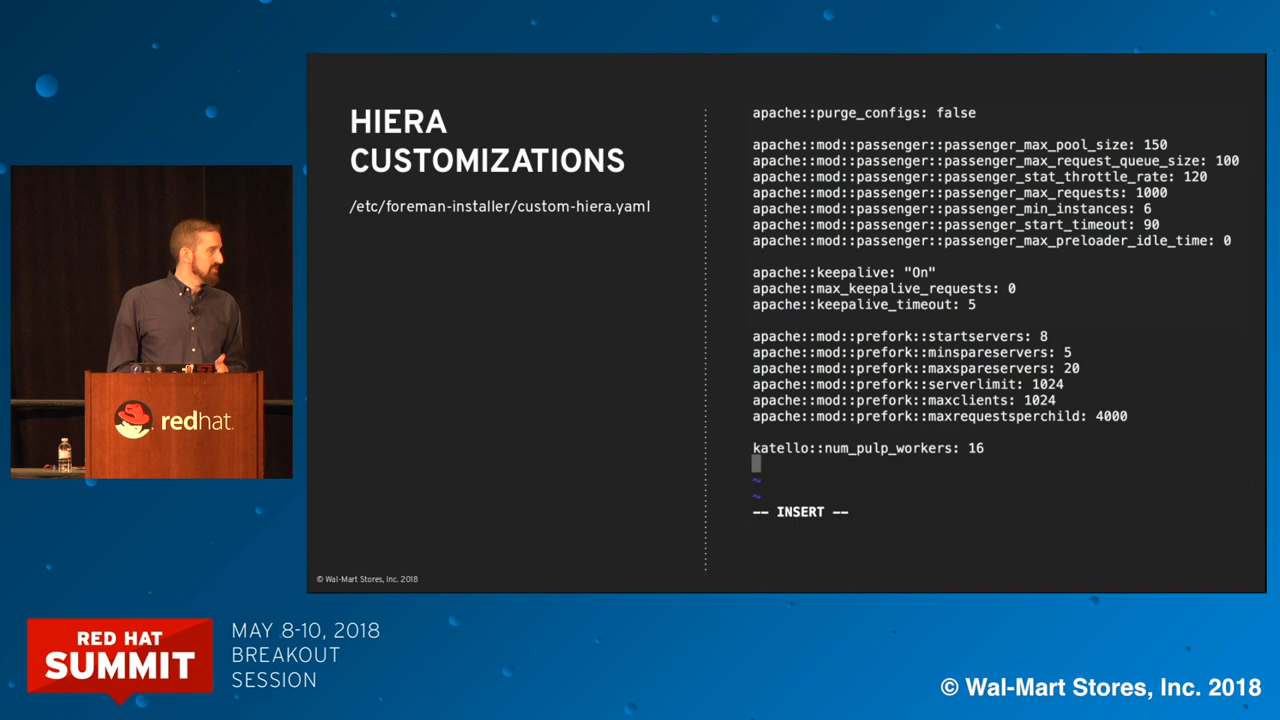 HIERA
CUSTOMIZATIONS
/etc/foreman-installer/custom-hiera.yaml
apache::purge_configs: false
apache::mod::passenger::passenger_max_pool_size: 150
apache::mod::passenger::passenger_max_request_queue_size: 100
apache::mod::passenger::passenger_stat_throttle_rate: 120
apache::mod::passenger::passenger_max_requests: 1000
apache::mod::passenger::passenger_min_instances: 6
apache::mod::passenger::passenger_start_timeout: 90
apache::mod::passenger::passenger_max_preloader_idle_time: 0
apache::keepalive: "On"
apache::max_keepalive_requests: 0
apache::keepalive_timeout: 5
apache::mod::prefork::startservers: 8
apache::mod::prefork::minspareservers: 5
apache::mod::prefork::maxspareservers: 20
apache::mod::prefork::serverlimit: 1024
apache::mod::prefork::maxclients: 1024
apache::mod::prefork::maxrequestsperchild: 4000
katello::num_pulp_workers: 16
~
~
-- INSERT --
© Wal-Mart Stores, Inc. 2018
redhat.
RED HAT
SUMMIT
MAY 8-10, 2018
BREAKOUT
SESSION
© Wal-Mart Stores, Inc. 2018